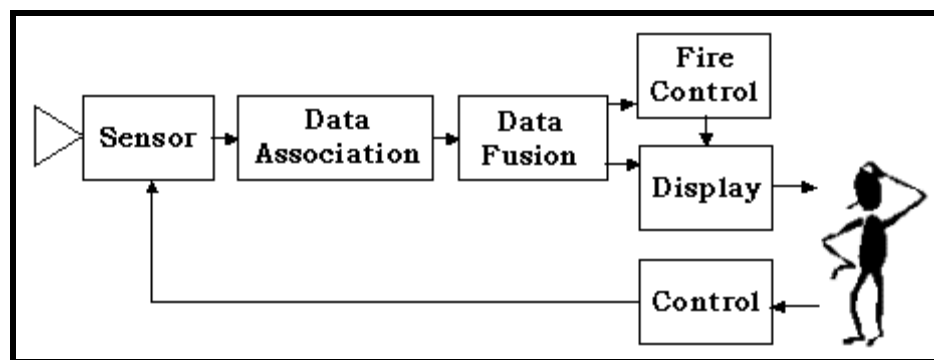 Sensor
Data
Association
Data
Fusion
Fire
Control
Display
Control